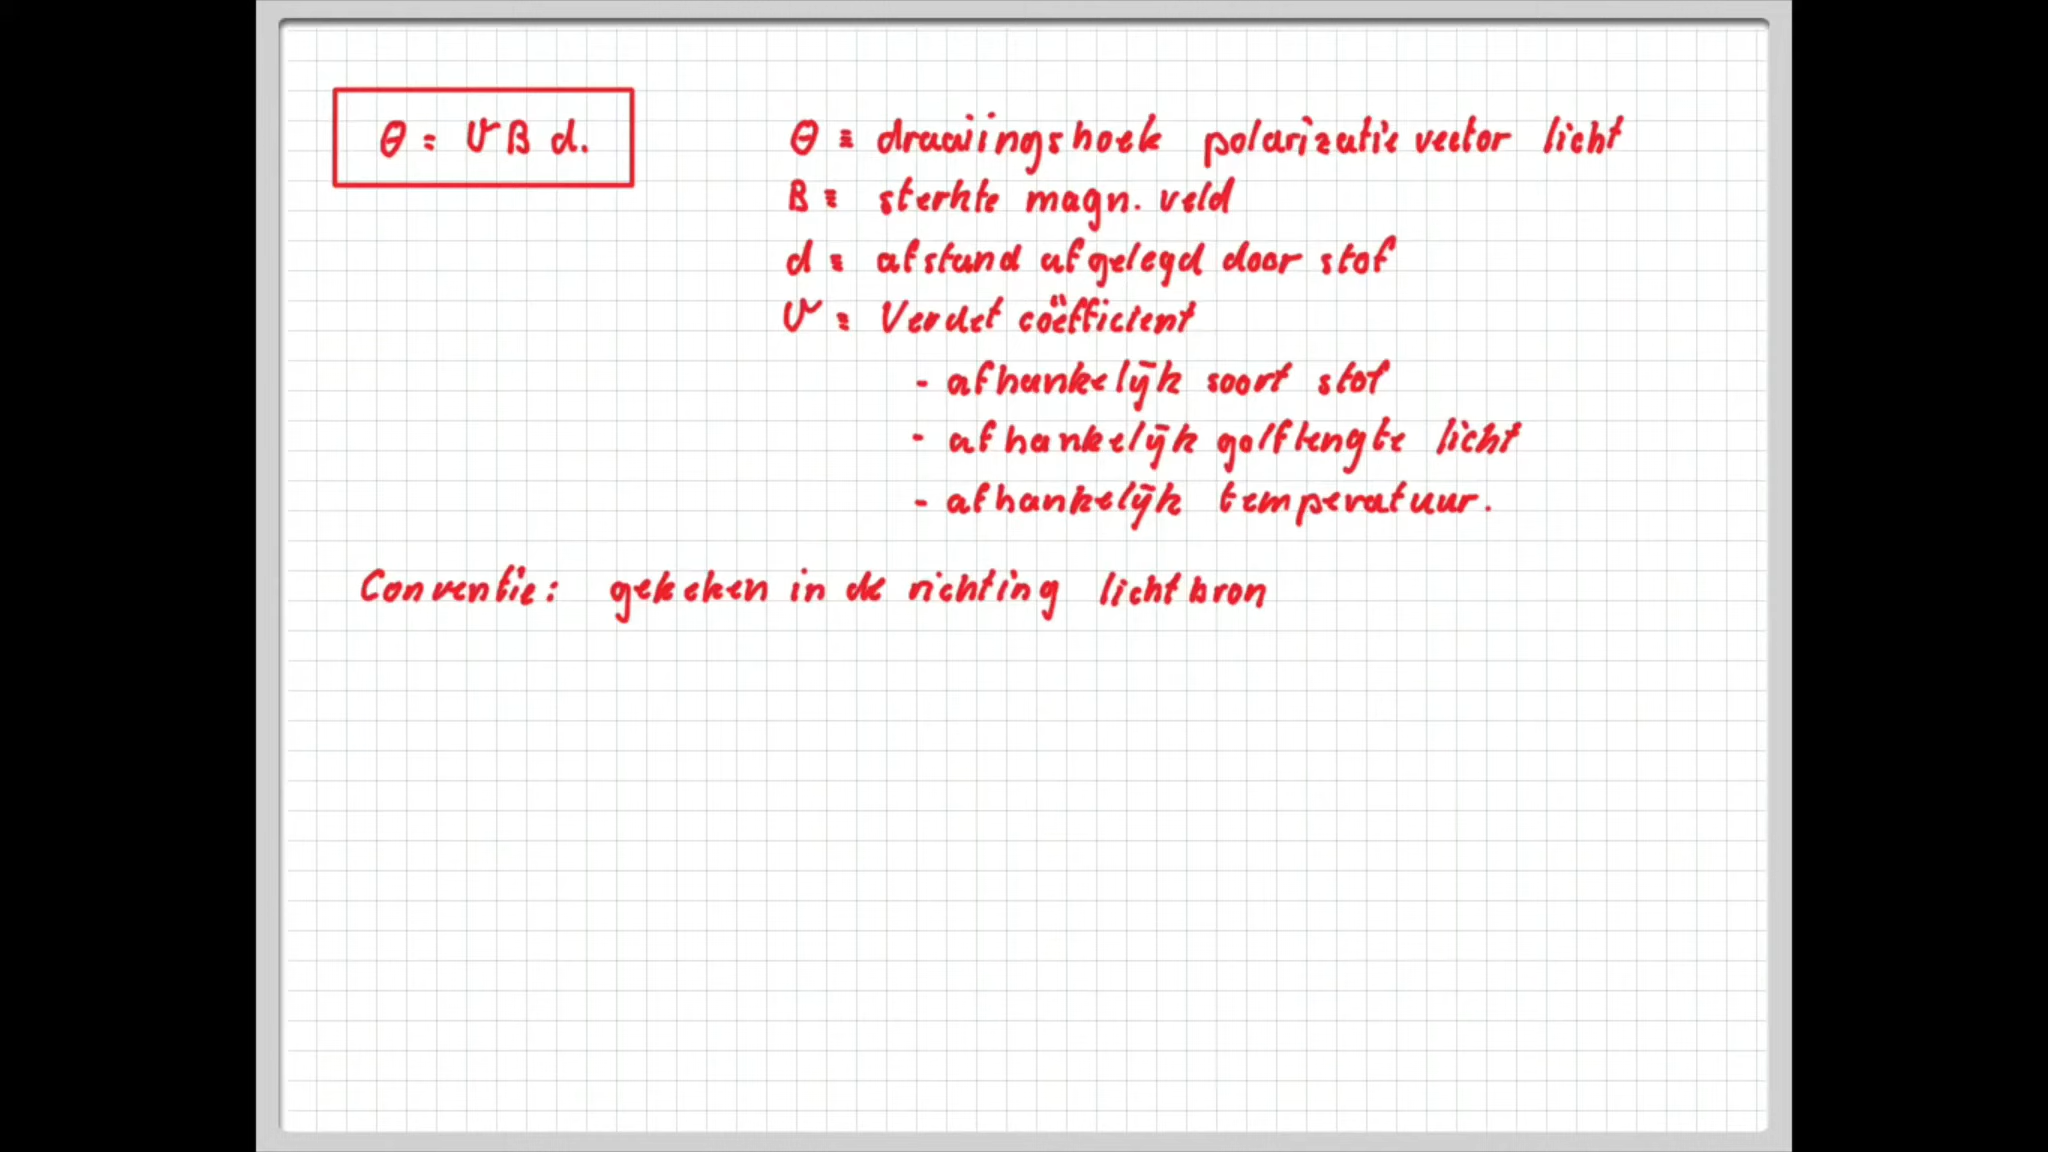 θ = V B d.
θ ≡ draaiingshoek polarizatie vector licht
B ≡ sterkte magn. veld
d ≡ afstand afgelegd door stof
V ≡ Verdet coëfficient
- afhankelijk soort stof
- afhankelijk golflengte licht
- afhankelijk temperatuur.
Conventie: gekeken in de richting lichtbron